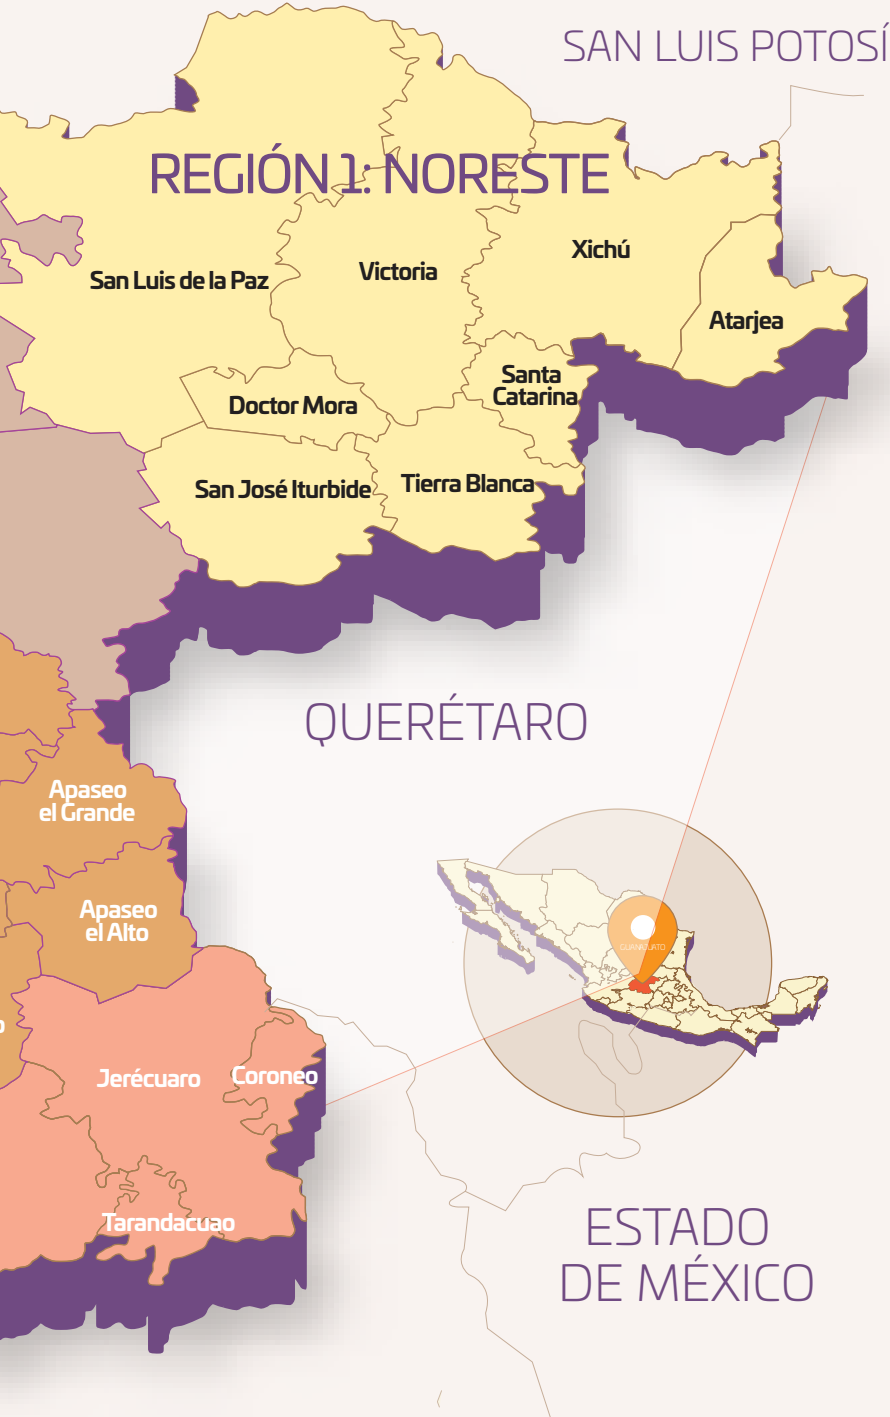 SAN LUIS POTOSÍ
REGIÓN 1: NORESTE
Xichú
Victoria
San Luis de la Paz
Atarjea
Santa
Catarina
Doctor Mora
Tierra Blanca
San José Iturbide
QUERÉTARO
Apaseo
el Grande
Apaseo
el Alto
GUANAJUATO
o
Jerécuaro
Coroneo
Tarandacuao
ESTADO
DE MÉXICO